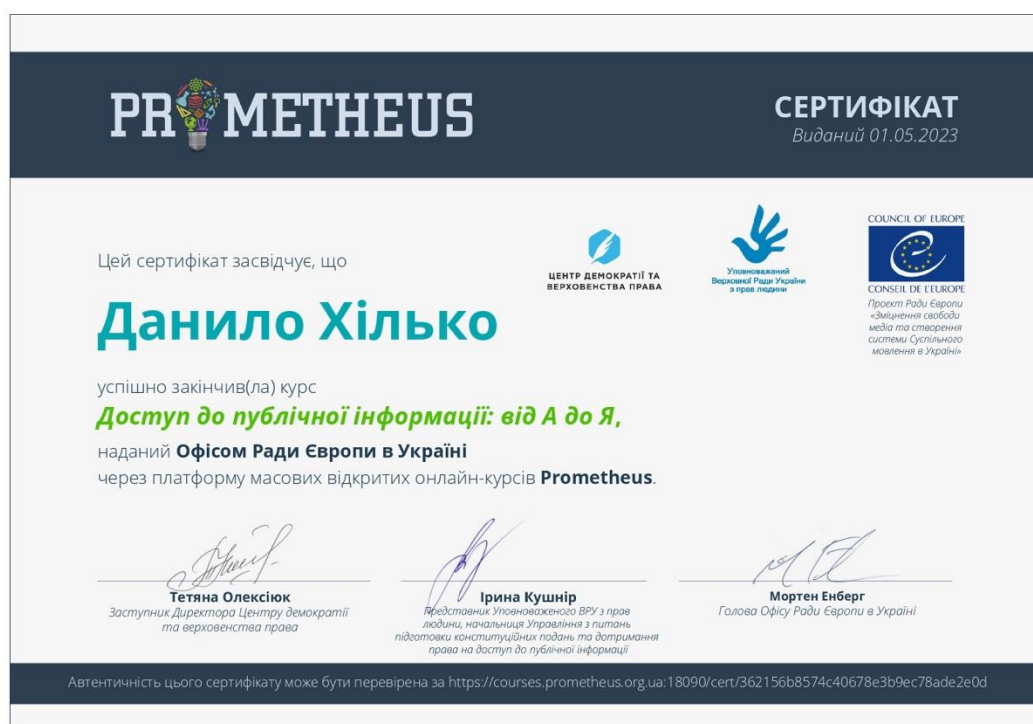 PROMETHEUS
СЕРТИФІКАТ
Виданий 01.05.2023
Цей сертифікат засвідчує, що
ЦЕНТР ДЕМОКРАТІЇ ТА
ВЕРХОВЕНСТВА ПРАВА
Уповноважений
Верховної Ради України
з прав людини
COUNCIL OF EUROPE
CONSEIL DE L'EUROPE
Проект Ради Європи
«Зміцнення свободи
медіа та створення
системи Суспільного
мовлення в Україні»
Данило Хілько
успішно закінчив(ла) курс
Доступ до публічної інформації: від А до Я,
наданий Офісом Ради Європи в Україні
через платформу масових відкритих онлайн-курсів Prometheus.
Тетяна Олексіюк
Заступник Директора Центру демократії
та верховенства права
Ірина Кушнір
Представник Уповноваженого ВРУ з прав
людини, начальниця Управління з питань
підготовки конституційних подань та дотримання
права на доступ до публічної інформації
Мортен Енберг
Голова Офісу Ради Європи в Україні
Автентичність цього сертифікату може бути перевірена за https://courses.prometheus.org.ua:18090/cert/362156b8574c40678e3b9ec78ade2e0d